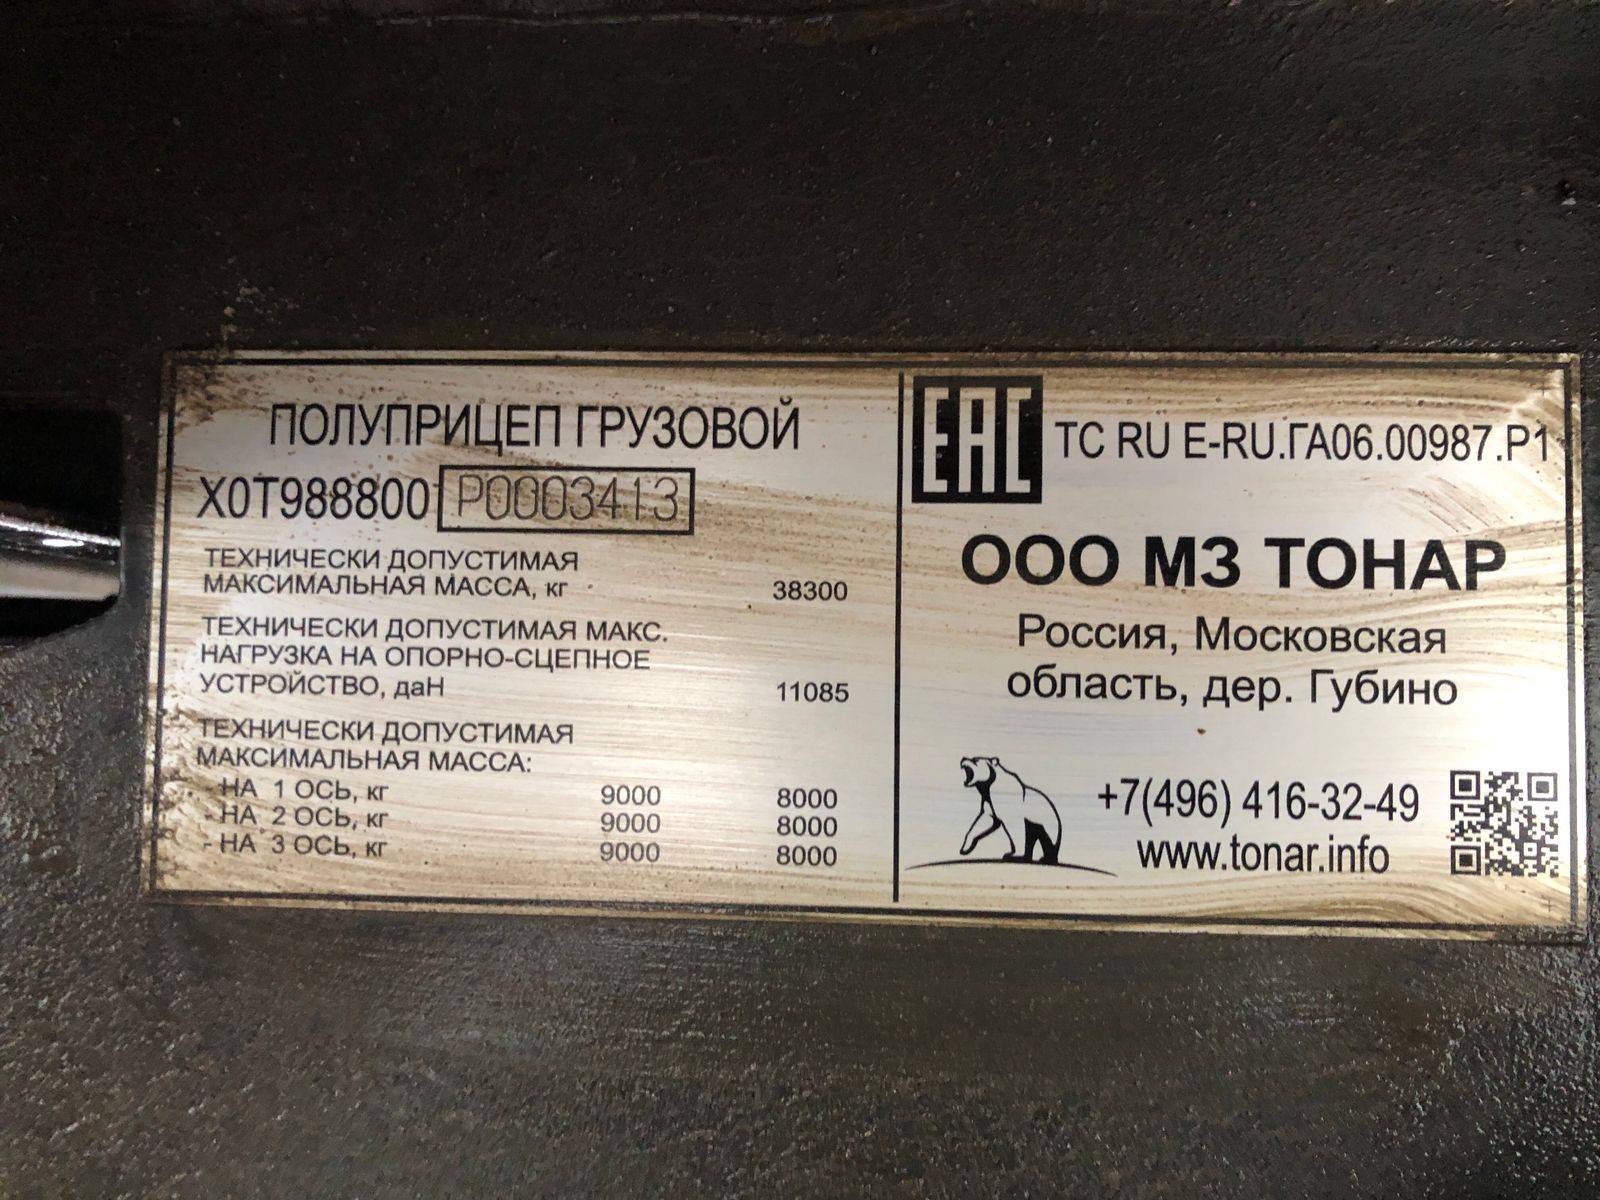 ПОЛУПРИЦЕП ГРУЗОВОЙ
X0T988800 P0003413
ТЕХНИЧЕСКИ ДОПУСТИМАЯ
МАКСИМАЛЬНАЯ МАССА, кг 38300
ТЕХНИЧЕСКИ ДОПУСТИМАЯ МАКС.
НАГРУЗКА НА ОПОРНО-СЦЕПНОЕ
УСТРОЙСТВО, даН 11085
ТЕХНИЧЕСКИ ДОПУСТИМАЯ
МАКСИМАЛЬНАЯ МАССА:
- НА 1 ОСЬ, кг 9000 8000
- НА 2 ОСЬ, кг 9000 8000
- НА 3 ОСЬ, кг 9000 8000
EAC ТС RU Е-RU.ГА06.00987.Р1
ООО МЗ ТОНАР
Россия, Московская
область, дер. Губино
+7(496) 416-32-49
www.tonar.info